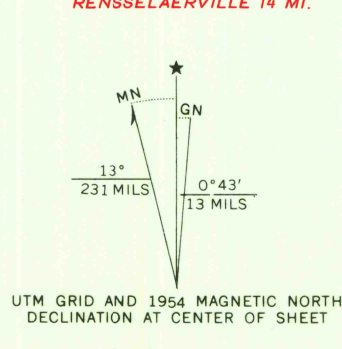 RENSSELAERVILLE 14 MI.
★
MN
GN
13°
231 MILS
0°43′
13 MILS
UTM GRID AND 1954 MAGNETIC NORTH
DECLINATION AT CENTER OF SHEET